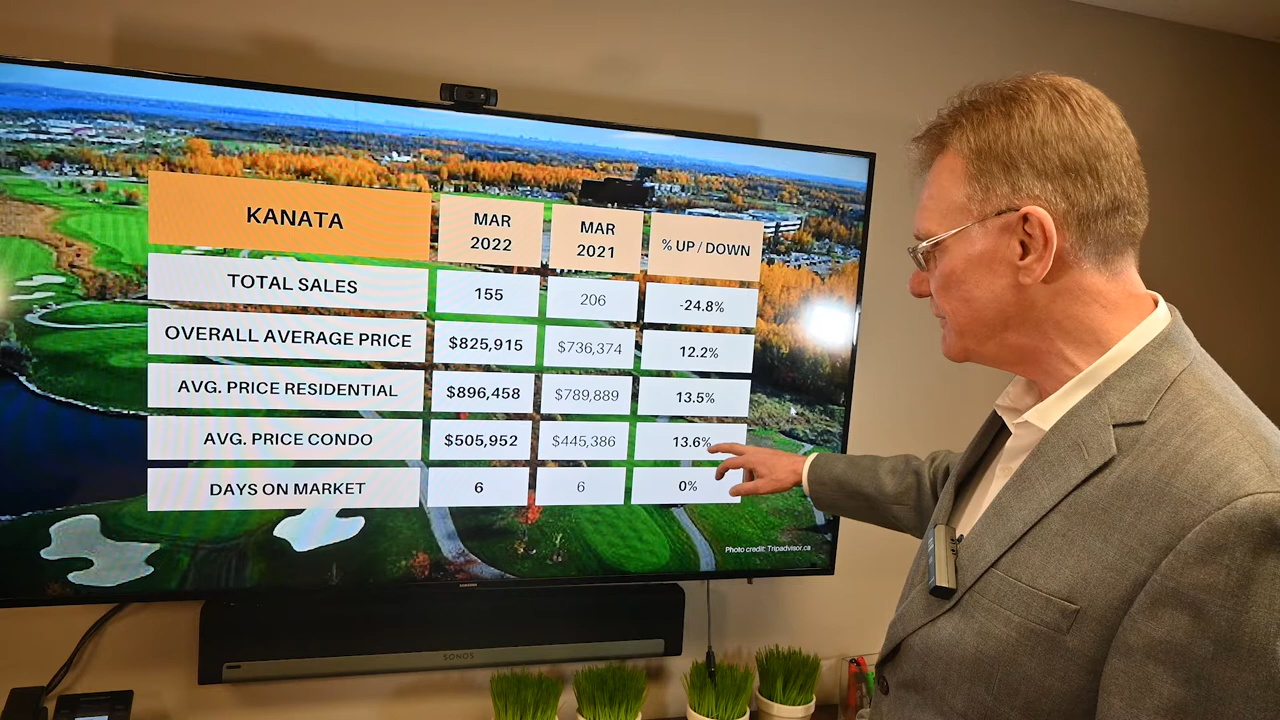 KANATA
MAR
2022
MAR
2021
% UP / DOWN
TOTAL SALES
155
206
-24.8%
OVERALL AVERAGE PRICE
$825,915
$736,374
12.2%
AVG. PRICE RESIDENTIAL
$896,458
$789,889
13.5%
AVG. PRICE CONDO
$505,952
$445,386
13.6%
DAYS ON MARKET
6
6
0%
Photo credit: Tripadvisor.ca
SAMSUNG
SONOS